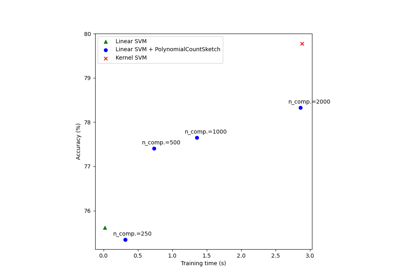 80
Linear SVM
Linear SVM + PolynomialCountSketch
Kernel SVM
79
n_comp.=2000
78
n_comp.=1000
n_comp.=500
77
76
n_comp.=250
Accuracy (%)
0.0 0.5 1.0 1.5 2.0 2.5 3.0
Training time (s)